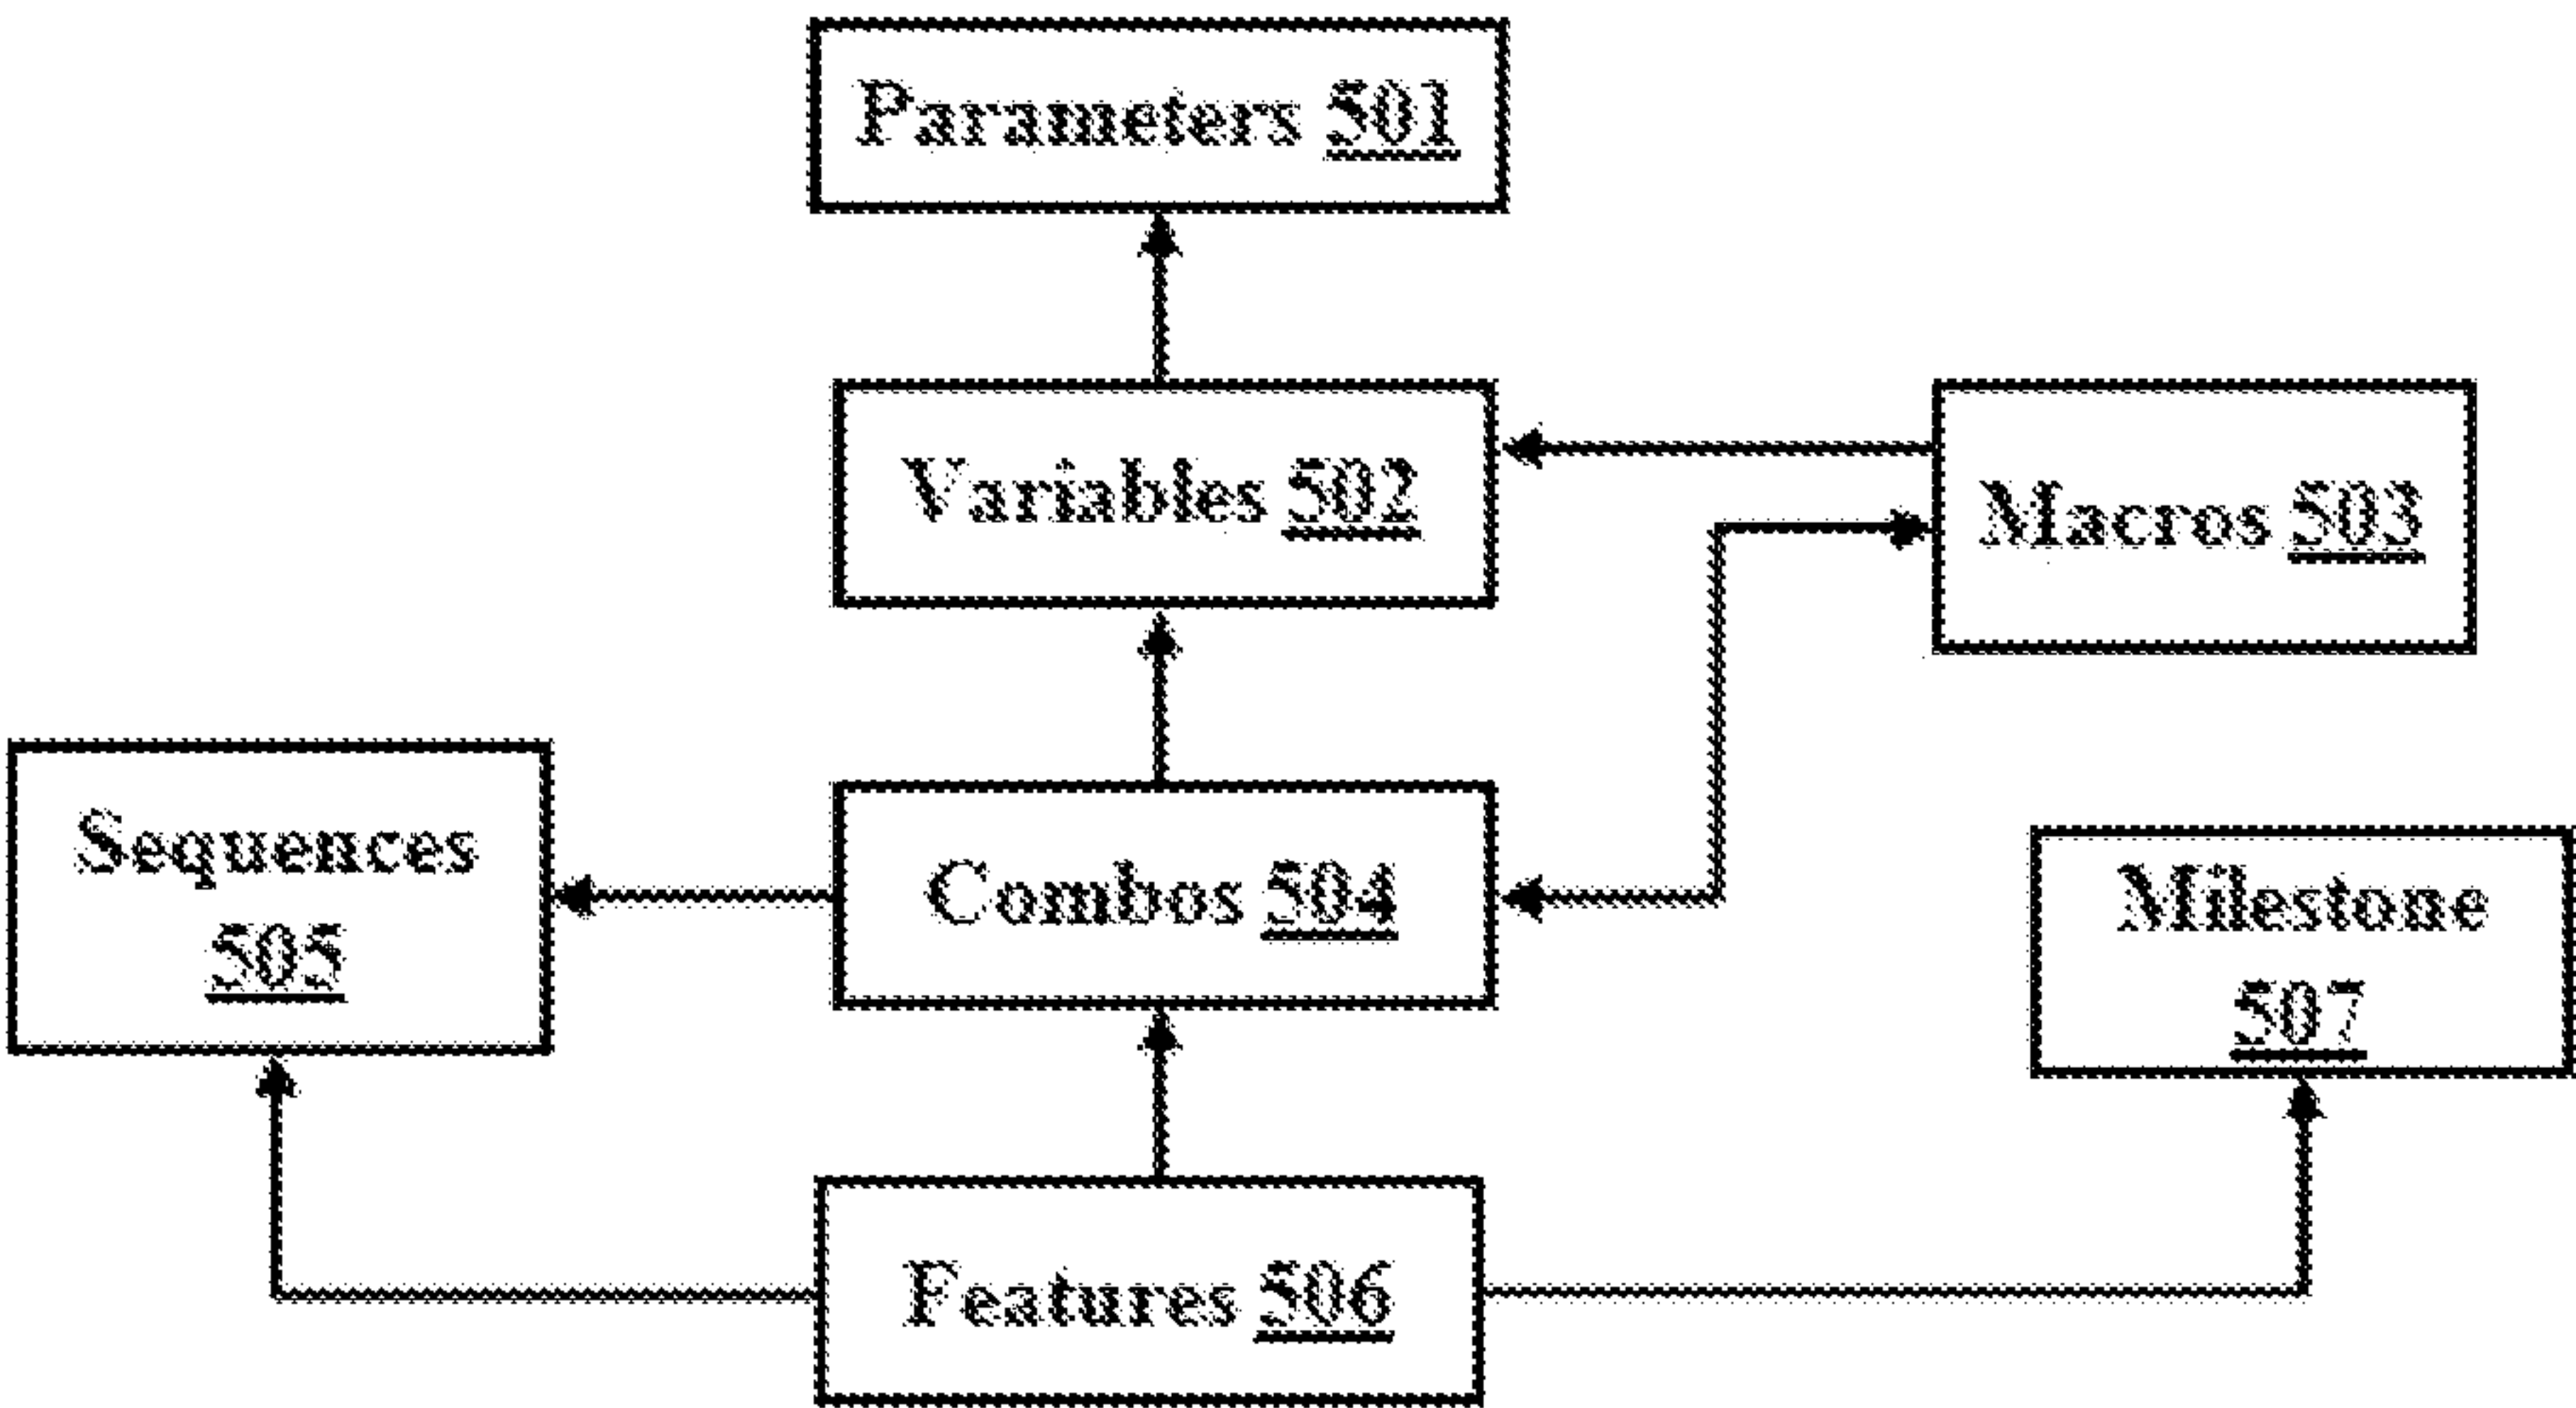 Parameters 501
Variables 502
Macros 503
Sequences
505
Combos 504
Milestone
507
Features 506